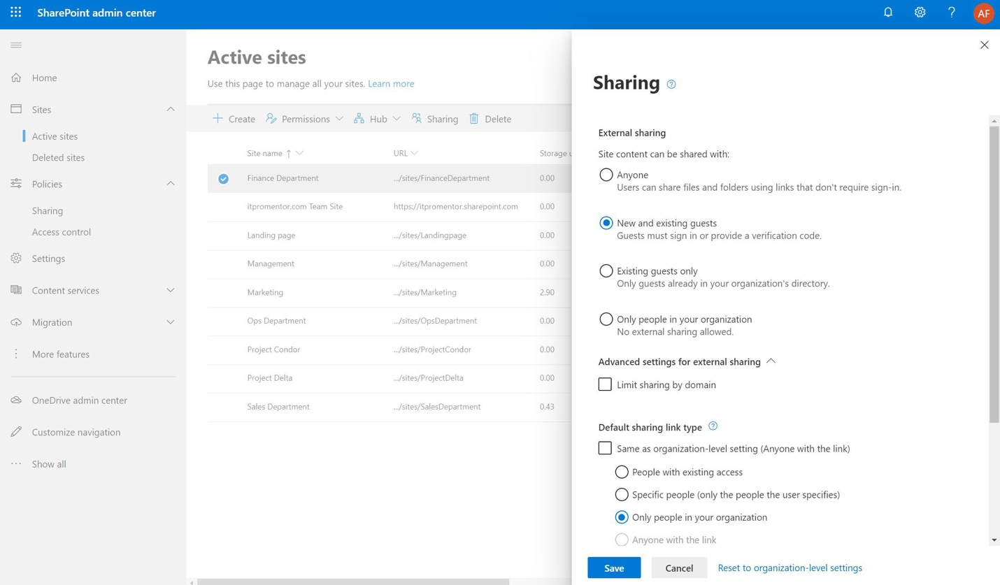 SharePoint admin center
AF
Home
Sites
Active sites
Deleted sites
Policies
Sharing
Access control
Settings
Content services
Migration
More features
OneDrive admin center
Customize navigation
Show all
Active sites
Use this page to manage all your sites. Learn more
Create Permissions Hub Sharing Delete
Site name ↑ URL Storage u
Finance Department .../sites/FinanceDepartment 0.00
itpromentor.com Team Site https://itpromentor.sharepoint.com 0.00
Landing page .../sites/Landingpage 0.00
Management .../sites/Management 0.00
Marketing .../sites/Marketing 2.90
Ops Department .../sites/OpsDepartment 0.00
Project Condor .../sites/ProjectCondor 0.00
Project Delta .../sites/ProjectDelta 0.00
Sales Department .../sites/SalesDepartment 0.43
Sharing
External sharing
Site content can be shared with:
Anyone
Users can share files and folders using links that don't require sign-in.
New and existing guests
Guests must sign in or provide a verification code.
Existing guests only
Only guests already in your organization's directory.
Only people in your organization
No external sharing allowed.
Advanced settings for external sharing
Limit sharing by domain
Default sharing link type
Same as organization-level setting (Anyone with the link)
People with existing access
Specific people (only the people the user specifies)
Only people in your organization
Anyone with the link
Save Cancel Reset to organization-level settings